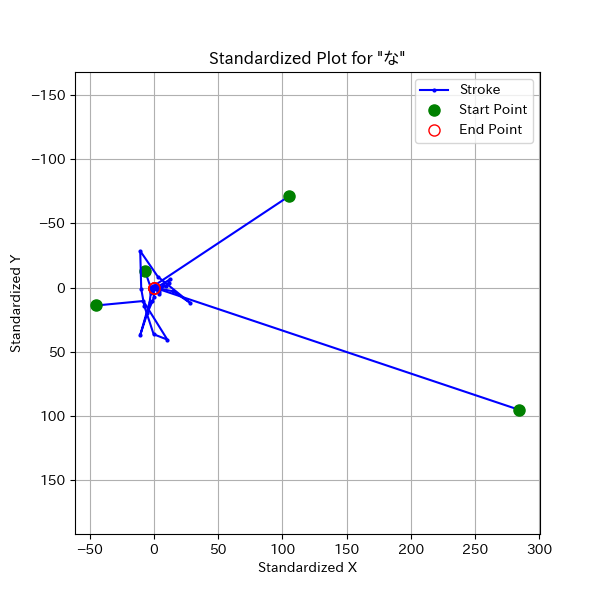 Standardized Plot for "な"
Stroke
Start Point
End Point
−150
−100
−50
0
50
100
150
Standardized Y
−50 0 50 100 150 200 250 300
Standardized X